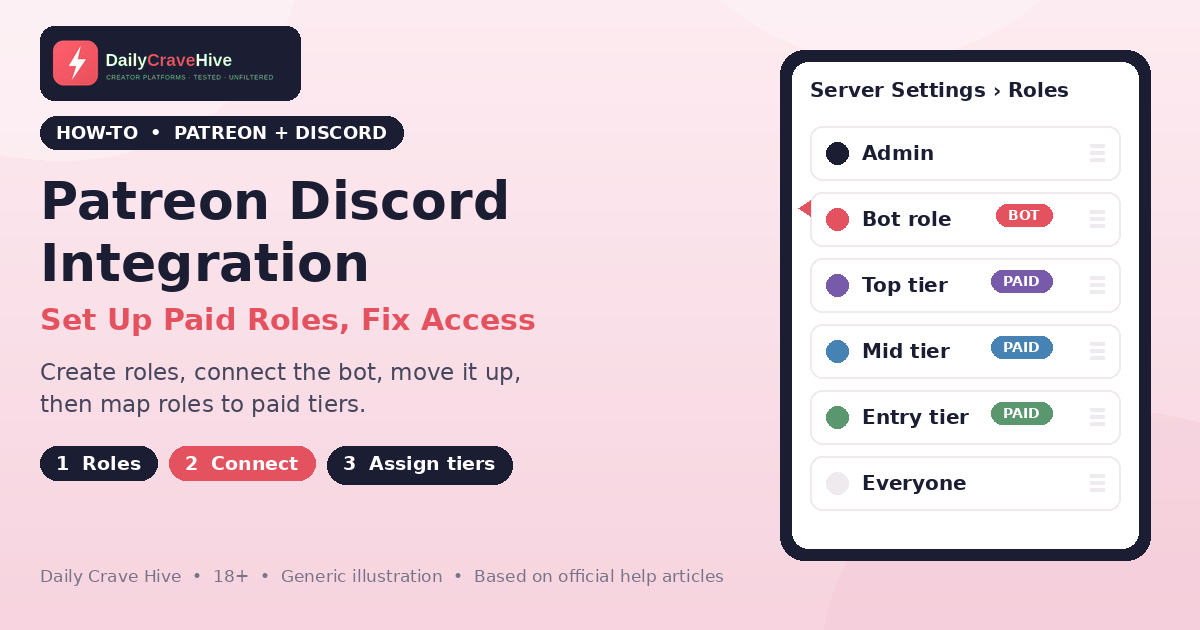 DailyCraveHive
CREATOR PLATFORMS · TESTED · UNFILTERED
HOW-TO • PATREON + DISCORD
Patreon Discord
Integration
Set Up Paid Roles, Fix Access
Create roles, connect the bot, move it up,
then map roles to paid tiers.
1 Roles
2 Connect
3 Assign tiers
Daily Crave Hive • 18+ • Generic illustration • Based on official help articles
Server Settings › Roles
Admin
Bot role BOT
Top tier PAID
Mid tier PAID
Entry tier PAID
Everyone